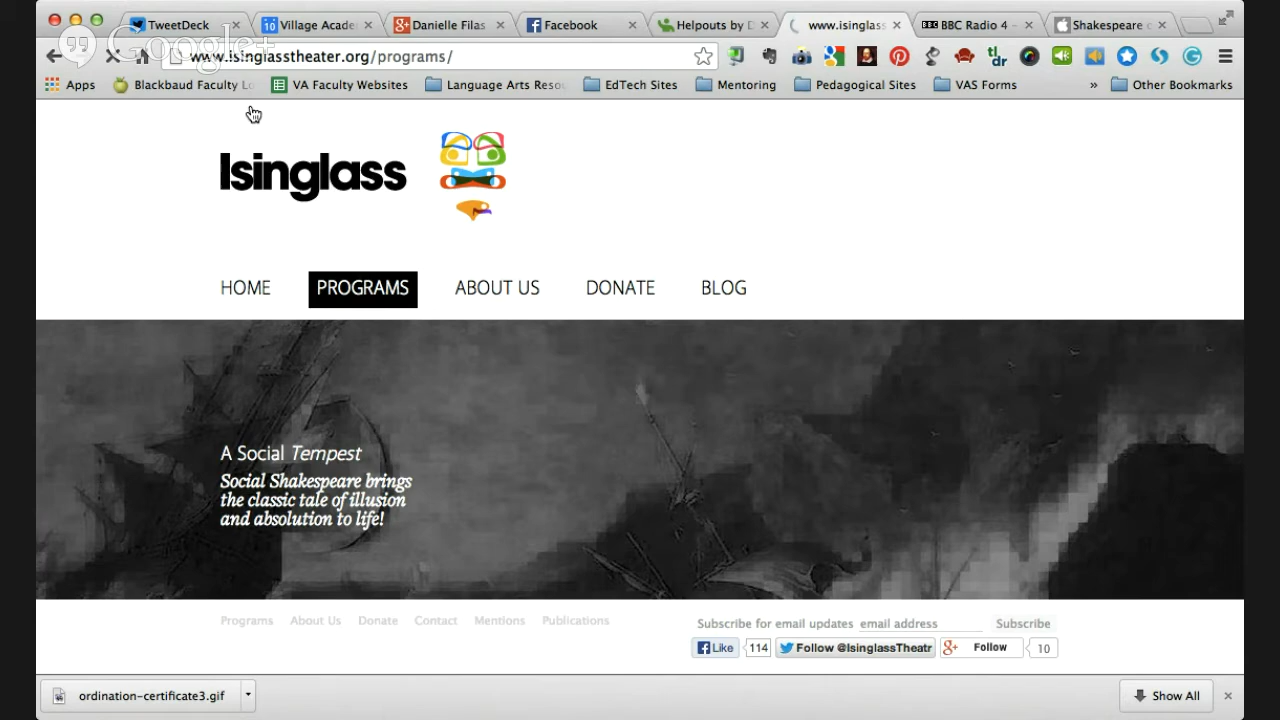 TweetDeck
Village Acade
Danielle Filas
Facebook
Helpouts by D
www.isinglass
BBC Radio 4 -
Shakespeare o
Google+
www.isinglasstheater.org/programs/
tl;dr
Apps
Blackbaud Faculty Lo
VA Faculty Websites
Language Arts Resou
EdTech Sites
Mentoring
Pedagogical Sites
VAS Forms
»
Other Bookmarks
Isinglass
HOME
PROGRAMS
ABOUT US
DONATE
BLOG
A Social Tempest
Social Shakespeare brings
the classic tale of illusion
and absolution to life!
Programs
About Us
Donate
Contact
Mentions
Publications
Subscribe for email updates
email address
Subscribe
Like
114
Follow @IsinglassTheatr
Follow
10
ordination-certificate3.gif
Show All